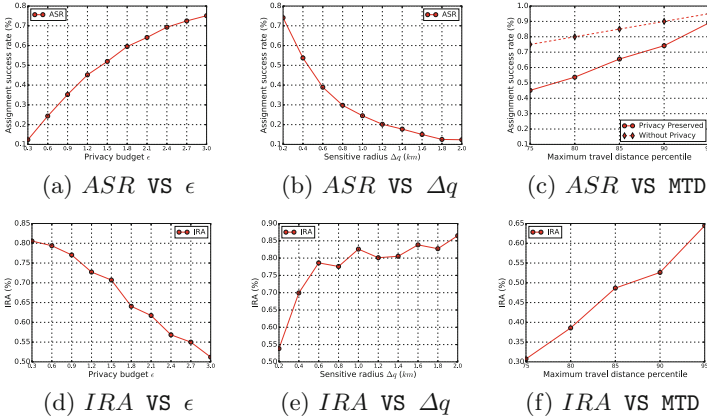 0.8
0.7
0.6
0.5
0.4
0.3
0.2
0.1
Assignment success rate (%)
ASR
0.3 0.6 0.9 1.2 1.5 1.8 2.1 2.4 2.7 3.0
Privacy budget ϵ
(a) ASR VS ϵ
0.8
0.7
0.6
0.5
0.4
0.3
0.2
0.1
Assignment success rate (%)
ASR
0.2 0.4 0.6 0.8 1.0 1.2 1.4 1.6 1.8 2.0
Sensitive radius Δq (km)
(b) ASR VS Δq
1.0
0.9
0.8
0.7
0.6
0.5
0.4
0.3
0.2
0.1
Assignment success rate (%)
Privacy Preserved
Without Privacy
75 80 85 90 95
Maximum travel distance percentile
(c) ASR VS MTD
0.85
0.80
0.75
0.70
0.65
0.60
0.55
0.50
IRA (%)
IRA
0.3 0.6 0.9 1.2 1.5 1.8 2.1 2.4 2.7 3.0
Privacy budget ϵ
(d) IRA VS ϵ
0.90
0.85
0.80
0.75
0.70
0.65
0.60
0.55
0.50
IRA (%)
IRA
0.2 0.4 0.6 0.8 1.0 1.2 1.4 1.6 1.8 2.0
Sensitive radius Δq (km)
(e) IRA VS Δq
0.65
0.60
0.55
0.50
0.45
0.40
0.35
0.30
IRA (%)
IRA
75 80 85 90 95
Maximum travel distance percentile
(f) IRA VS MTD